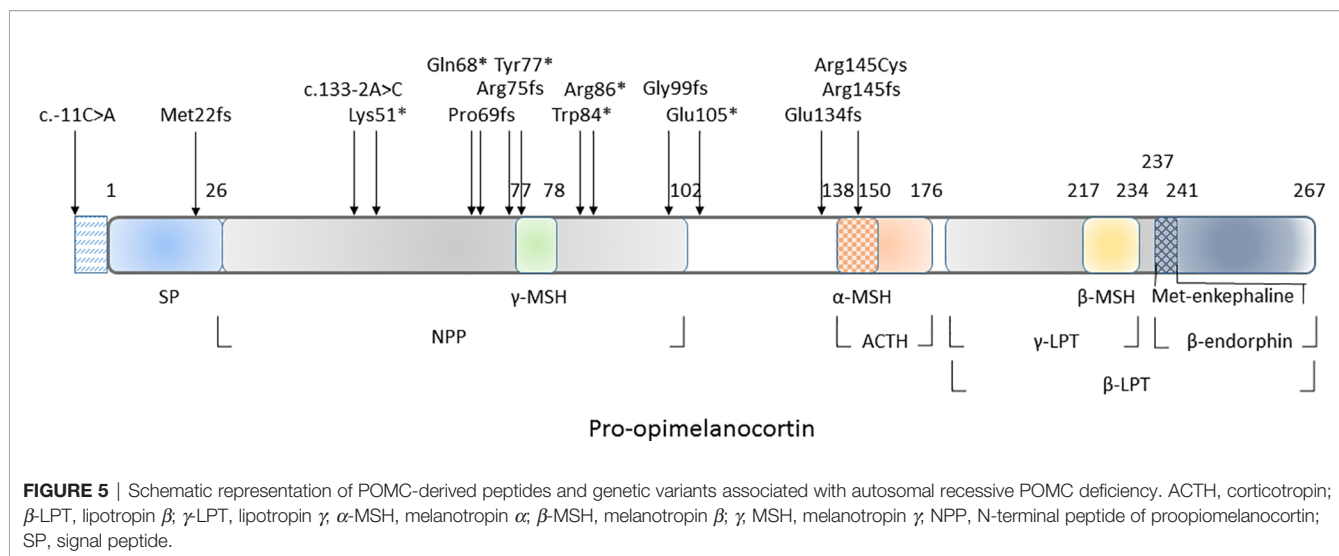 Gln68* Tyr77*
Arg145Cys
c.133-2A>C
Arg75fs
Arg86*
Gly99fs
Arg145fs
c.-11C>A
Met22fs
Lys51*
Pro69fs
Trp84*
Glu105*
Glu134fs
237
1
26
77
78
102
138
150
176
217
234
241
267
SP
γ-MSH
α-MSH
β-MSH
Met-enkephaline
NPP
ACTH
γ-LPT
β-endorphin
β-LPT
Pro-opimelanocortin
FIGURE 5 | Schematic representation of POMC-derived peptides and genetic variants associated with autosomal recessive POMC deficiency. ACTH, corticotropin;
β-LPT, lipotropin β; γ-LPT, lipotropin γ, α-MSH, melanotropin α; β-MSH, melanotropin β; γ, MSH, melanotropin γ, NPP, N-terminal peptide of proopiomelanocortin;
SP, signal peptide.